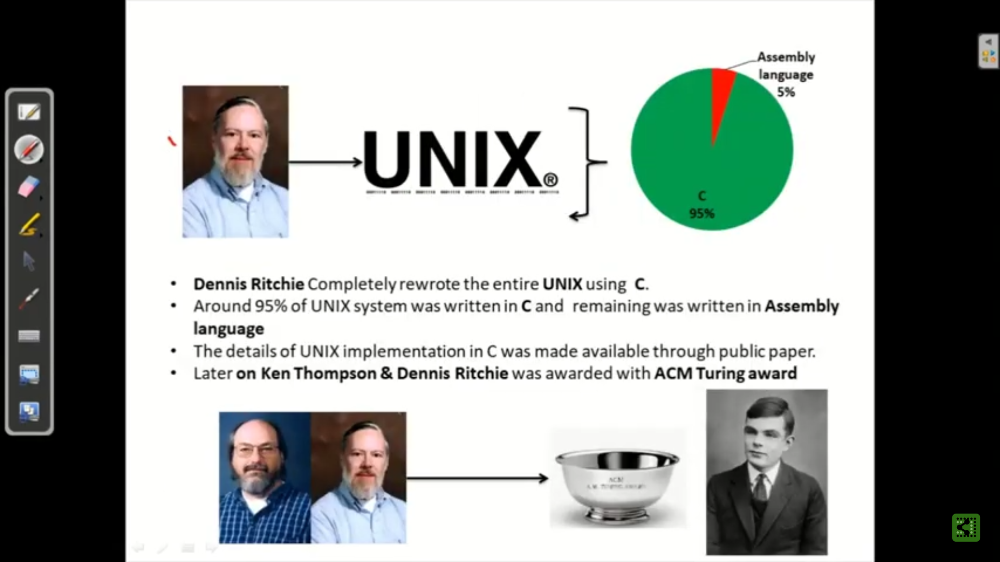 Assembly
language
5%
UNIX®
C
95%
• Dennis Ritchie Completely rewrote the entire UNIX using C.
• Around 95% of UNIX system was written in C and remaining was written in Assembly
language
• The details of UNIX implementation in C was made available through public paper.
• Later on Ken Thompson & Dennis Ritchie was awarded with ACM Turing award
ACM
A.M. TURING AWARD